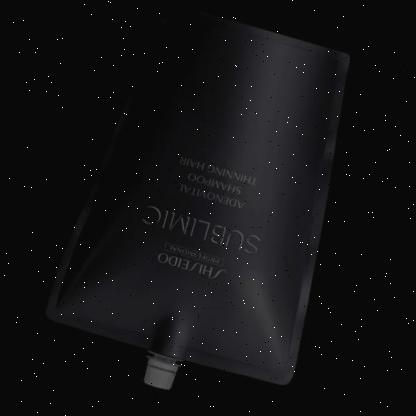 SHISEIDO
PROFESSIONAL
SUBLIMIC
ADENOVITAL
SHAMPOO
THINNING HAIR